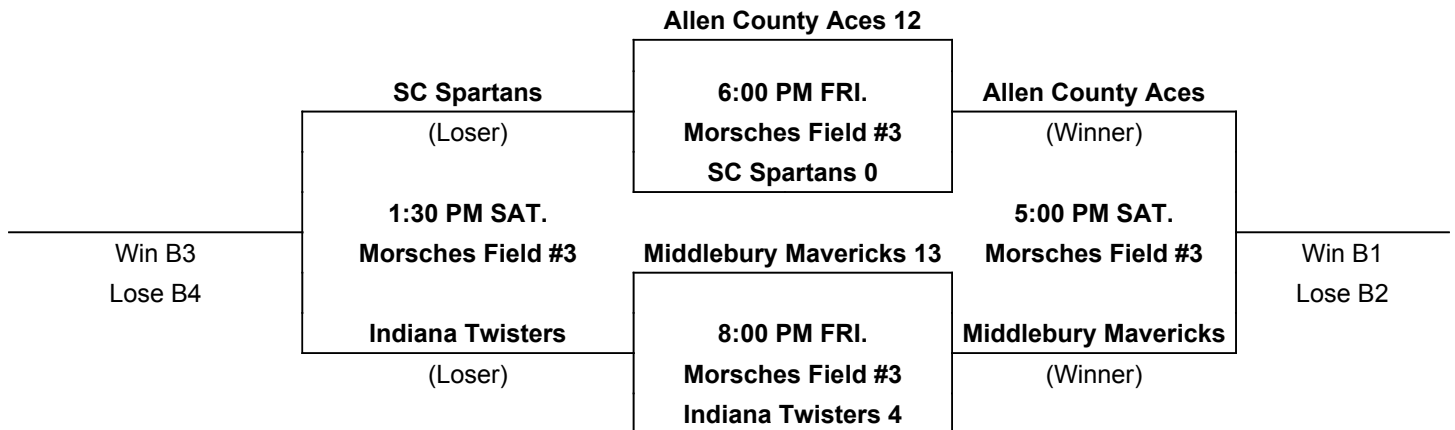 Allen County Aces 12
SC Spartans 6:00 PM FRI. Allen County Aces
(Loser) Morsches Field #3 (Winner)
SC Spartans 0
1:30 PM SAT. 5:00 PM SAT.
Win B3 Morsches Field #3 Middlebury Mavericks 13 Morsches Field #3 Win B1
Lose B4 Lose B2
Indiana Twisters 8:00 PM FRI. Middlebury Mavericks
(Loser) Morsches Field #3 (Winner)
Indiana Twisters 4